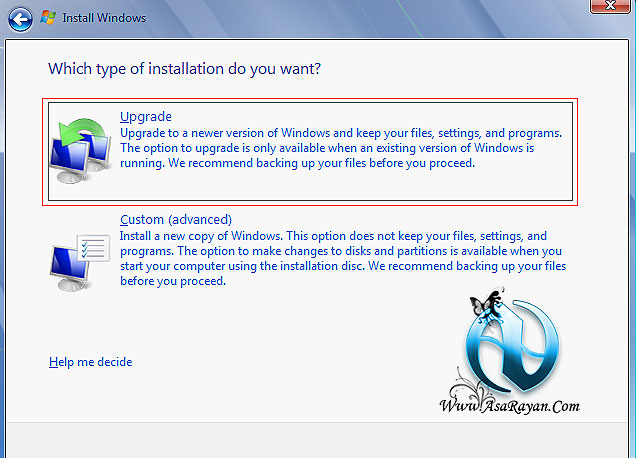 Install Windows
Which type of installation do you want?
Upgrade
Upgrade to a newer version of Windows and keep your files, settings, and programs.
The option to upgrade is only available when an existing version of Windows is
running. We recommend backing up your files before you proceed.
Custom (advanced)
Install a new copy of Windows. This option does not keep your files, settings, and
programs. The option to make changes to disks and partitions is available when you
start your computer using the installation disc. We recommend backing up your files
before you proceed.
Help me decide
Www.AsaRayan.Com